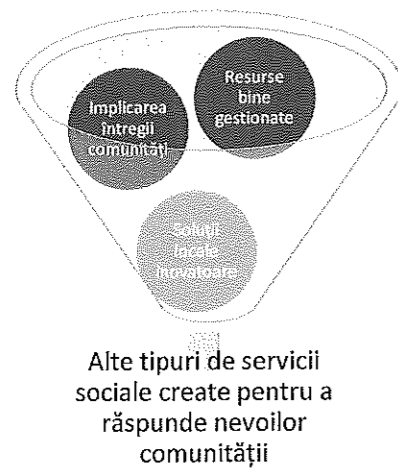 Implicarea
întregii
comunități
Resurse
bine
gestionate
Soluții
locale
inovatoare
Alte tipuri de servicii
sociale create pentru a
răspunde nevoilor
comunității